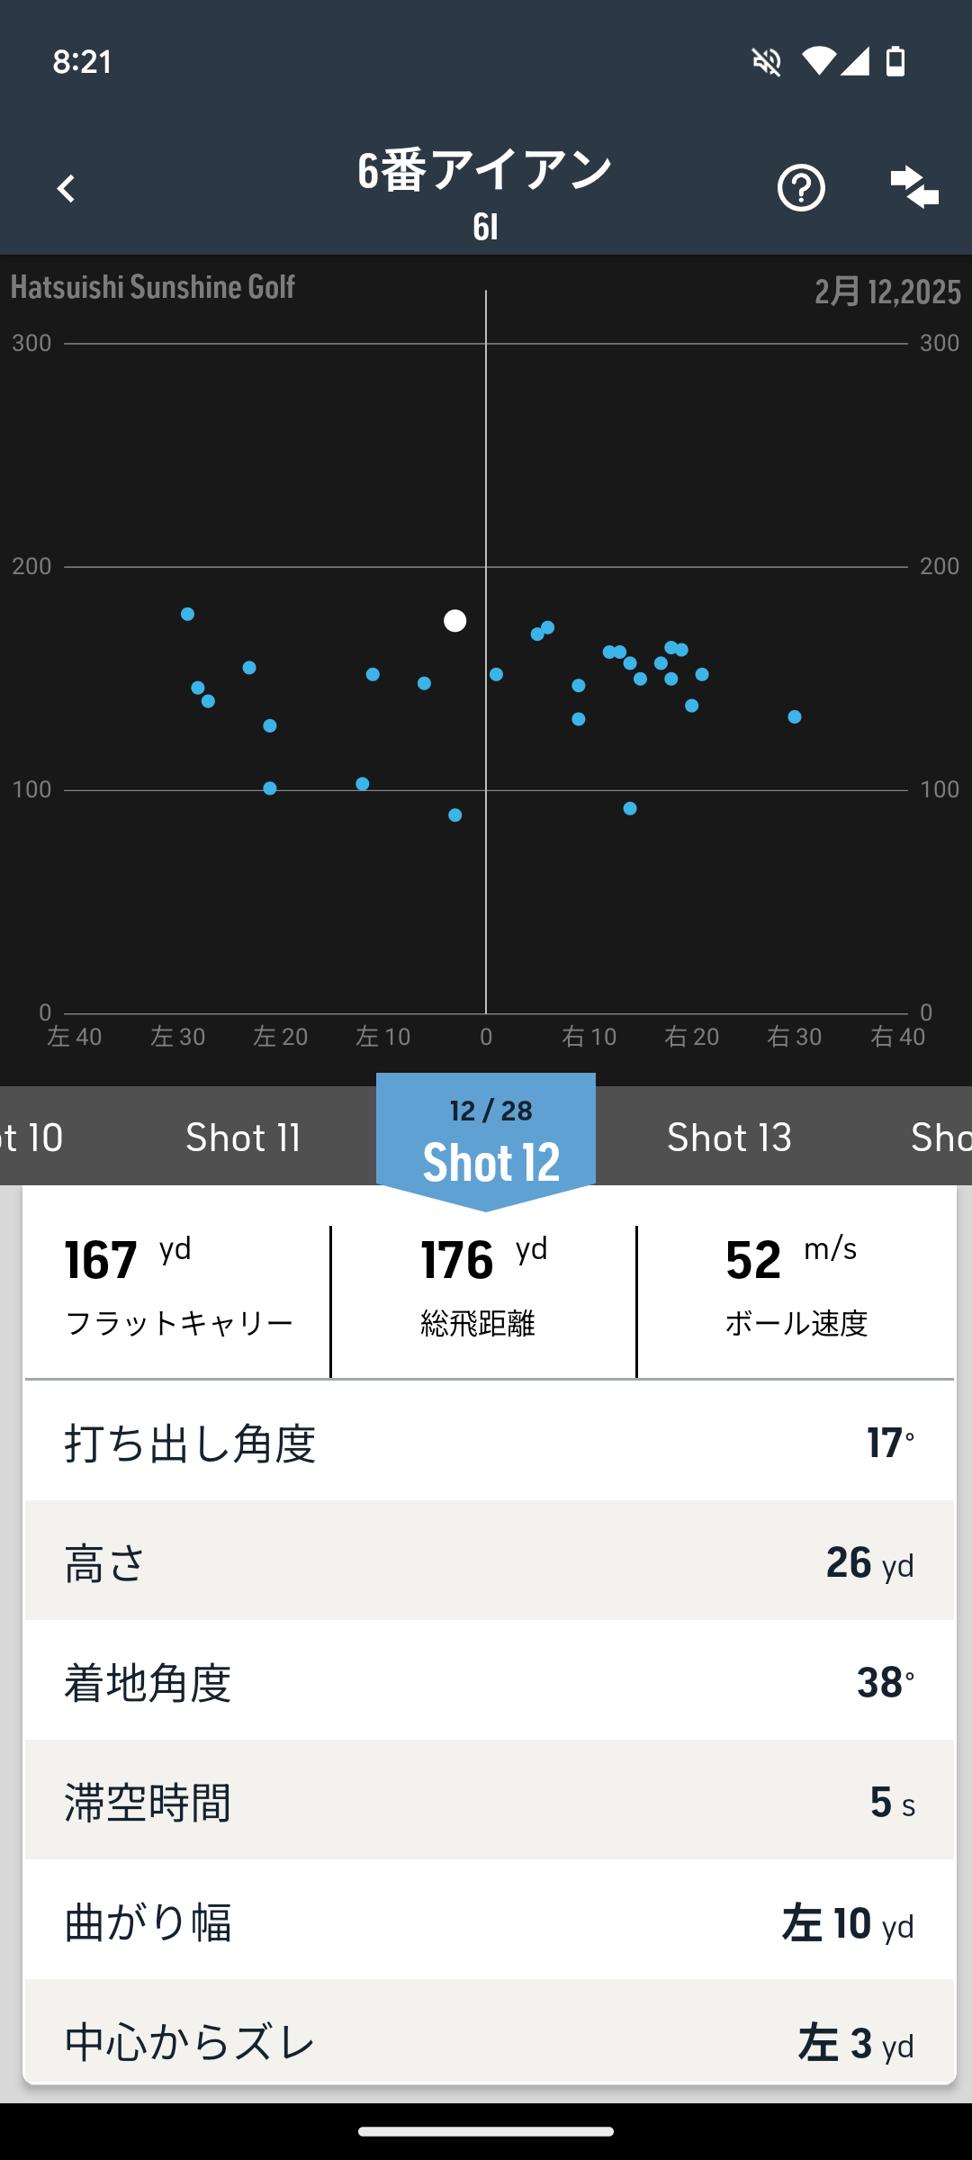 8:21
6番アイアン
6I
Hatsuishi Sunshine Golf 2月 12,2025
300 300
200 200
100 100
0 0
左 40 左 30 左 20 左 10 0 右 10 右 20 右 30 右 40
12 / 28
t 10 Shot 11 Shot 12 Shot 13 Sho
167 yd 176 yd 52 m/s
フラットキャリー 総飛距離 ボール速度
打ち出し角度 17°
高さ 26 yd
着地角度 38°
滞空時間 5 s
曲がり幅 左 10 yd
中心からズレ 左 3 yd